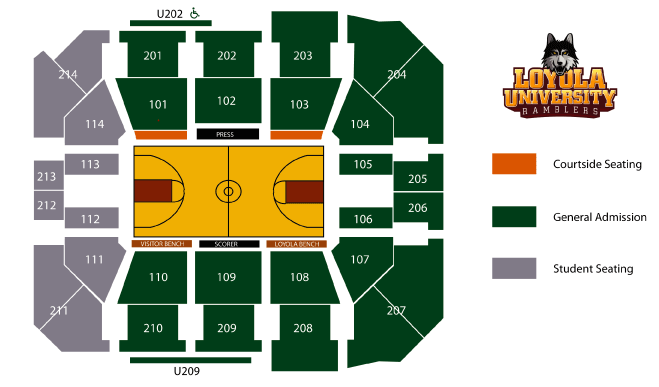 U202
201
202
203
214
204
101
102
103
114
104
PRESS
113
105
213
205
212
206
112
106
VISITOR BENCH
SCORER
LOYOLA BENCH
111
107
110
109
108
211
207
210
209
208
U209
LOYOLA
UNIVERSITY
RAMBLERS
Courtside Seating
General Admission
Student Seating